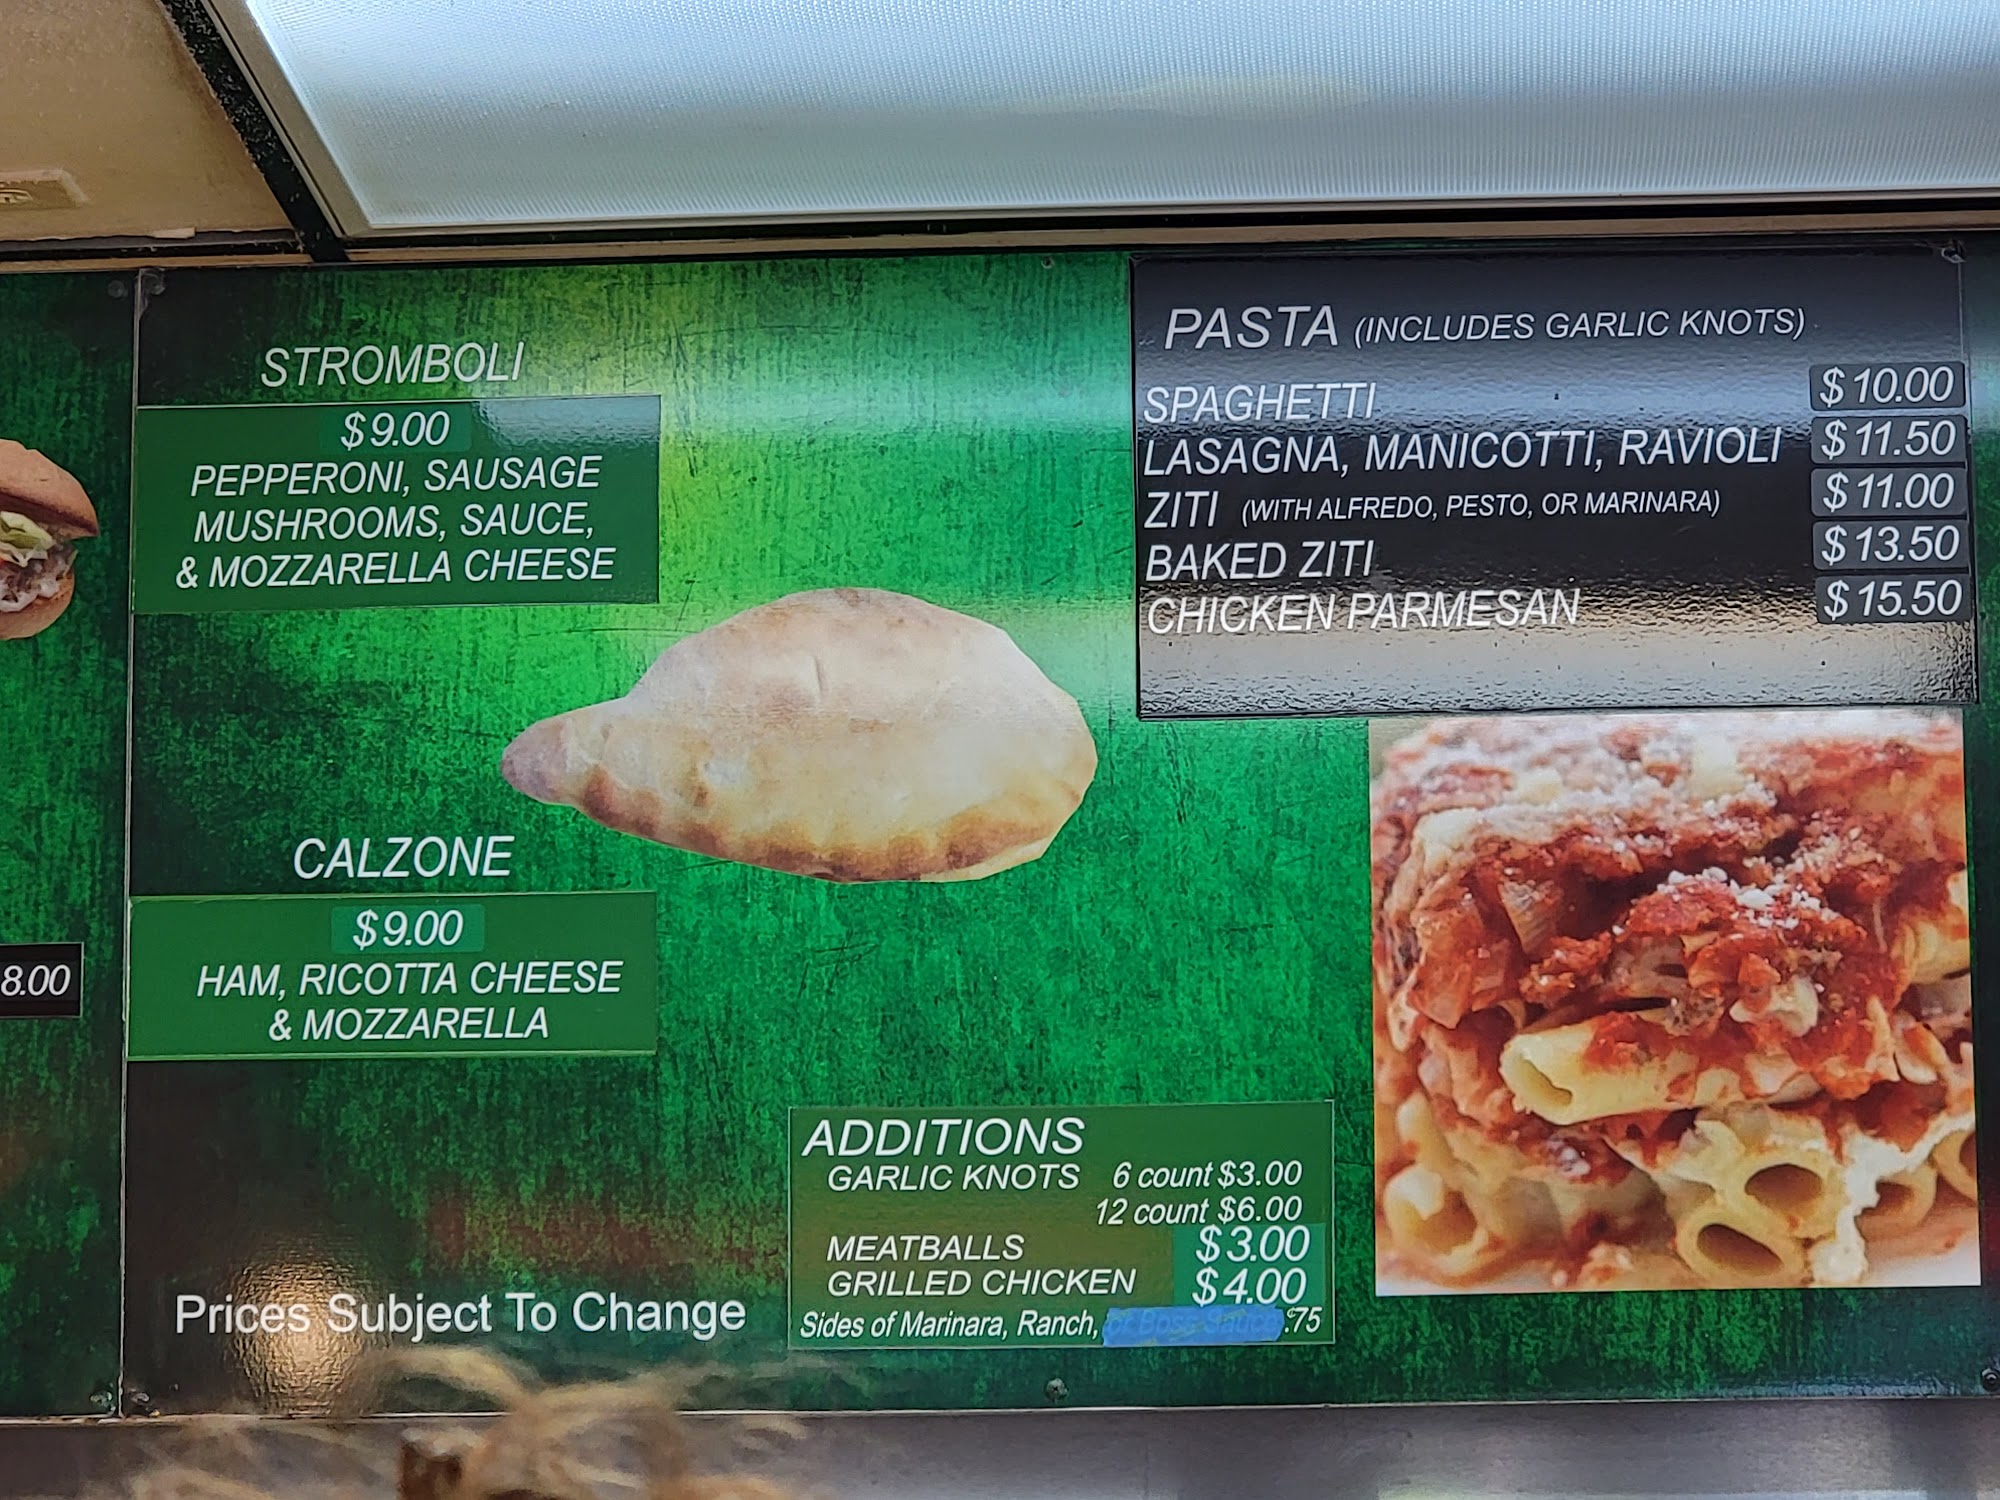 STROMBOLI
$9.00
PEPPERONI, SAUSAGE
MUSHROOMS, SAUCE,
& MOZZARELLA CHEESE
CALZONE
$9.00
HAM, RICOTTA CHEESE
& MOZZARELLA
8.00
Prices Subject To Change
PASTA (INCLUDES GARLIC KNOTS)
SPAGHETTI $10.00
LASAGNA, MANICOTTI, RAVIOLI $11.50
ZITI (WITH ALFREDO, PESTO, OR MARINARA) $11.00
BAKED ZITI $13.50
CHICKEN PARMESAN $15.50
ADDITIONS
GARLIC KNOTS 6 count $3.00
12 count $6.00
MEATBALLS $3.00
GRILLED CHICKEN $4.00
Sides of Marinara, Ranch, .75